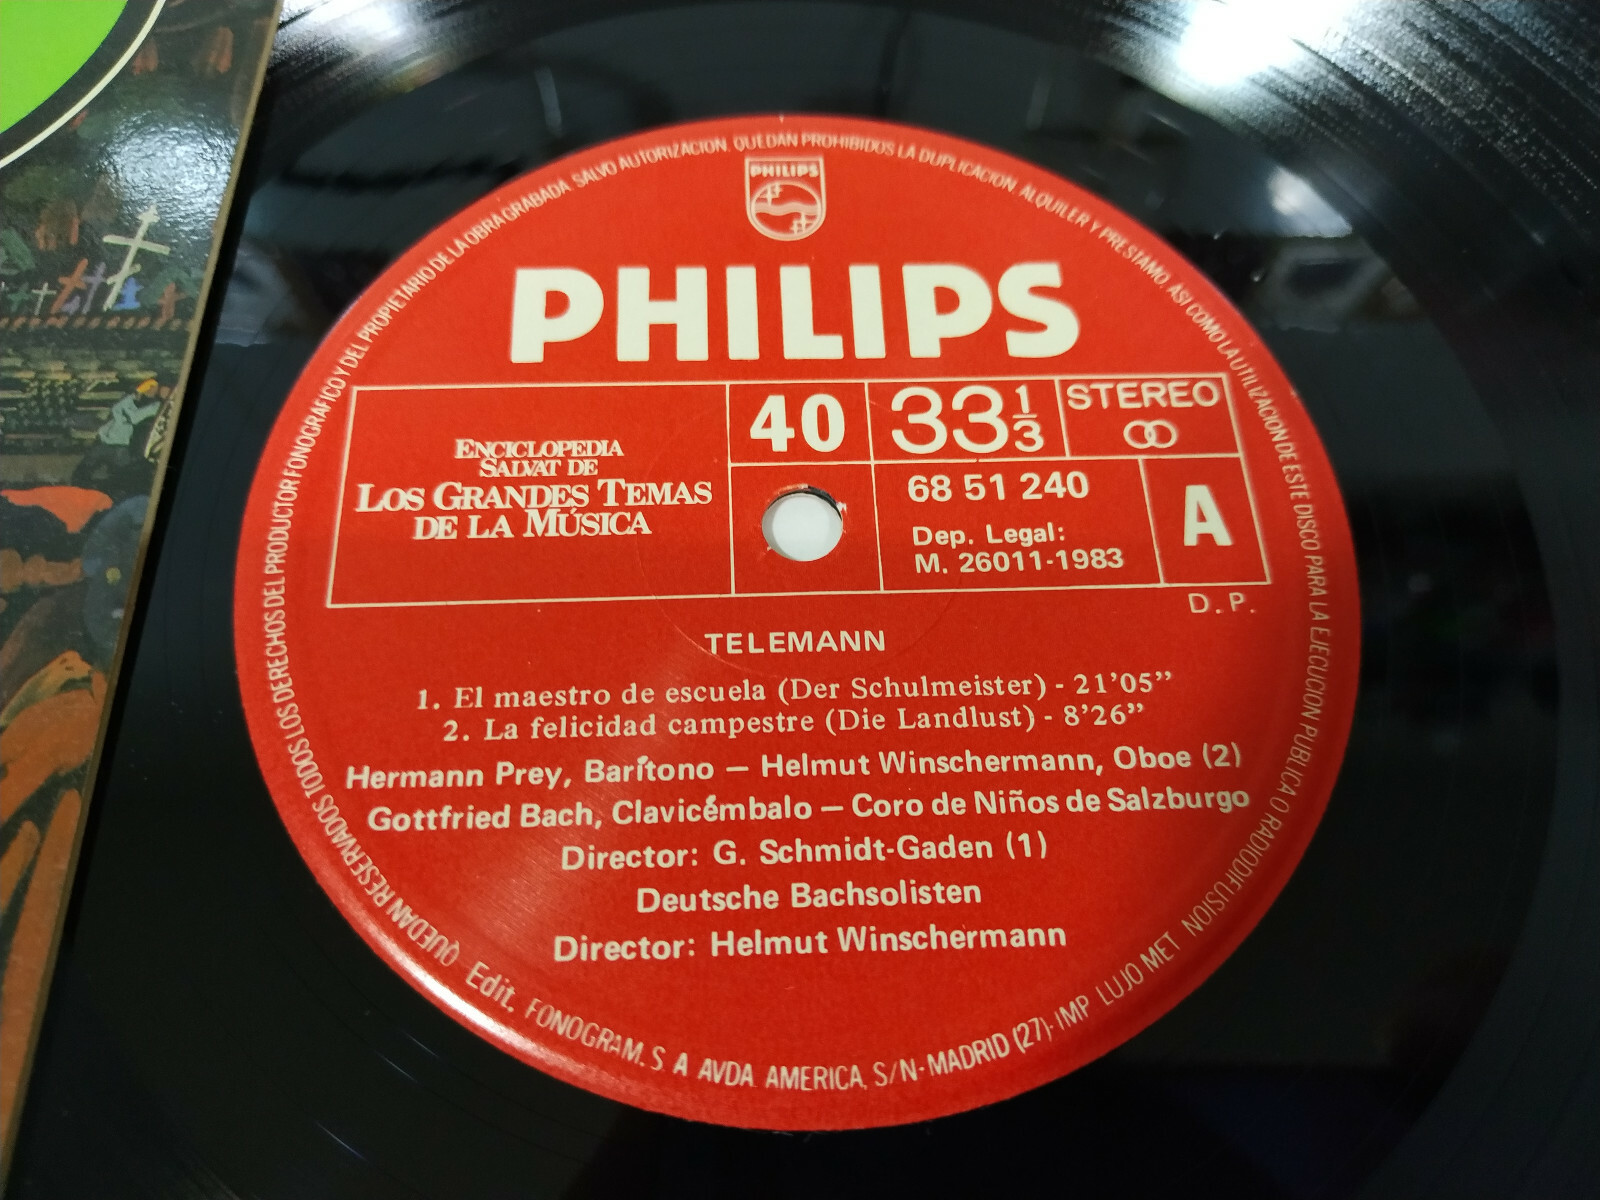 QUEDAN RESERVADOS TODOS LOS DERECHOS DEL PRODUCTOR FONOGRAFICO Y DEL PROPIETARIO DE LA OBRA GRABADA. SALVO AUTORIZACION. QUEDAN PROHIBIDOS LA DUPLICACION. ALQUILER Y PRESTAMO. ASI COMO LA UTILIZACION DE ESTE DISCO PARA LA EJECUCION PUBLICA O RADIODIFUSION
PHILIPS
PHILIPS
ENCICLOPEDIA
SALVAT DE
LOS GRANDES TEMAS
DE LA MÚSICA
40
33 1/3
STEREO
68 51 240
Dep. Legal:
M. 26011-1983
A
D. P.
TELEMANN
1. El maestro de escuela (Der Schulmeister) - 21'05"
2. La felicidad campestre (Die Landlust) - 8'26"
Hermann Prey, Barítono — Helmut Winschermann, Oboe (2)
Gottfried Bach, Clavicémbalo — Coro de Niños de Salzburgo
Director: G. Schmidt-Gaden (1)
Deutsche Bachsolisten
Director: Helmut Winschermann
Edit. FONOGRAM. S A AVDA AMERICA, S/N-MADRID (27)-IMP LUJO MET